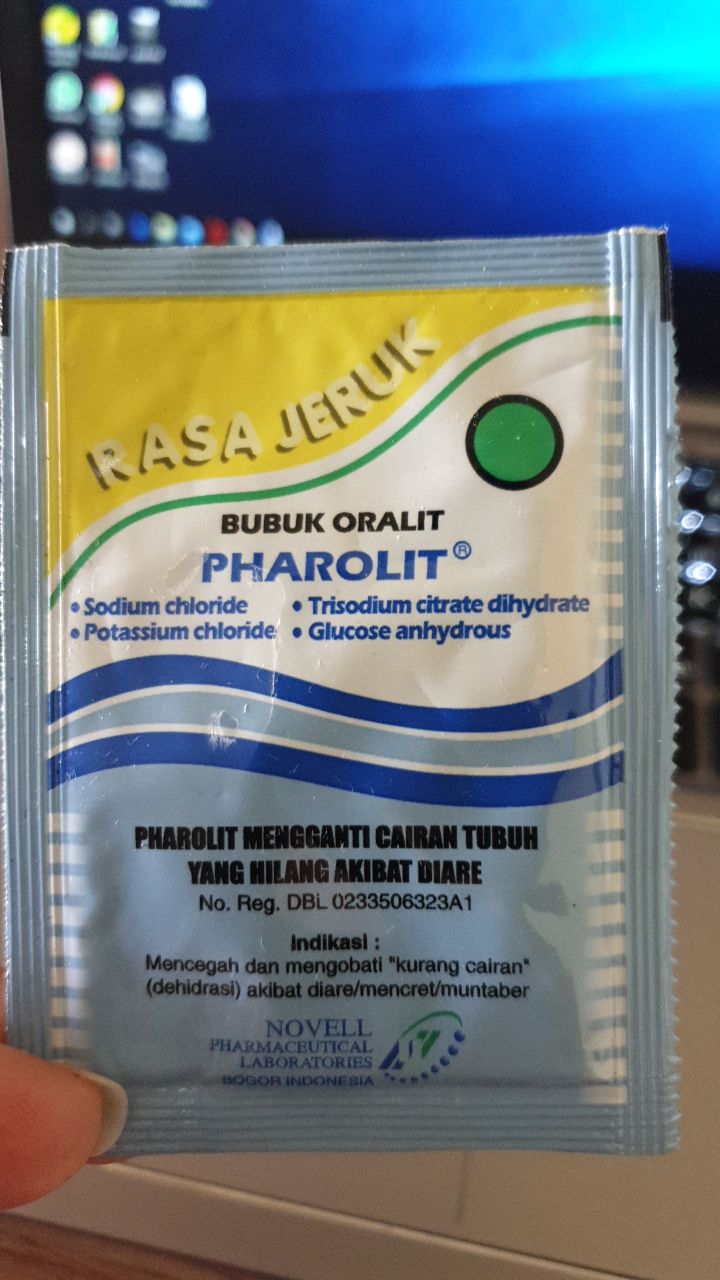 RASA JERUK
BUBUK ORALIT
PHAROLIT®
• Sodium chloride • Trisodium citrate dihydrate
• Potassium chloride • Glucose anhydrous
PHAROLIT MENGGANTI CAIRAN TUBUH
YANG HILANG AKIBAT DIARE
No. Reg. DBL 0233506323A1
Indikasi :
Mencegah dan mengobati "kurang cairan"
(dehidrasi) akibat diare/mencret/muntaber
NOVELL
PHARMACEUTICAL
LABORATORIES
BOGOR INDONESIA